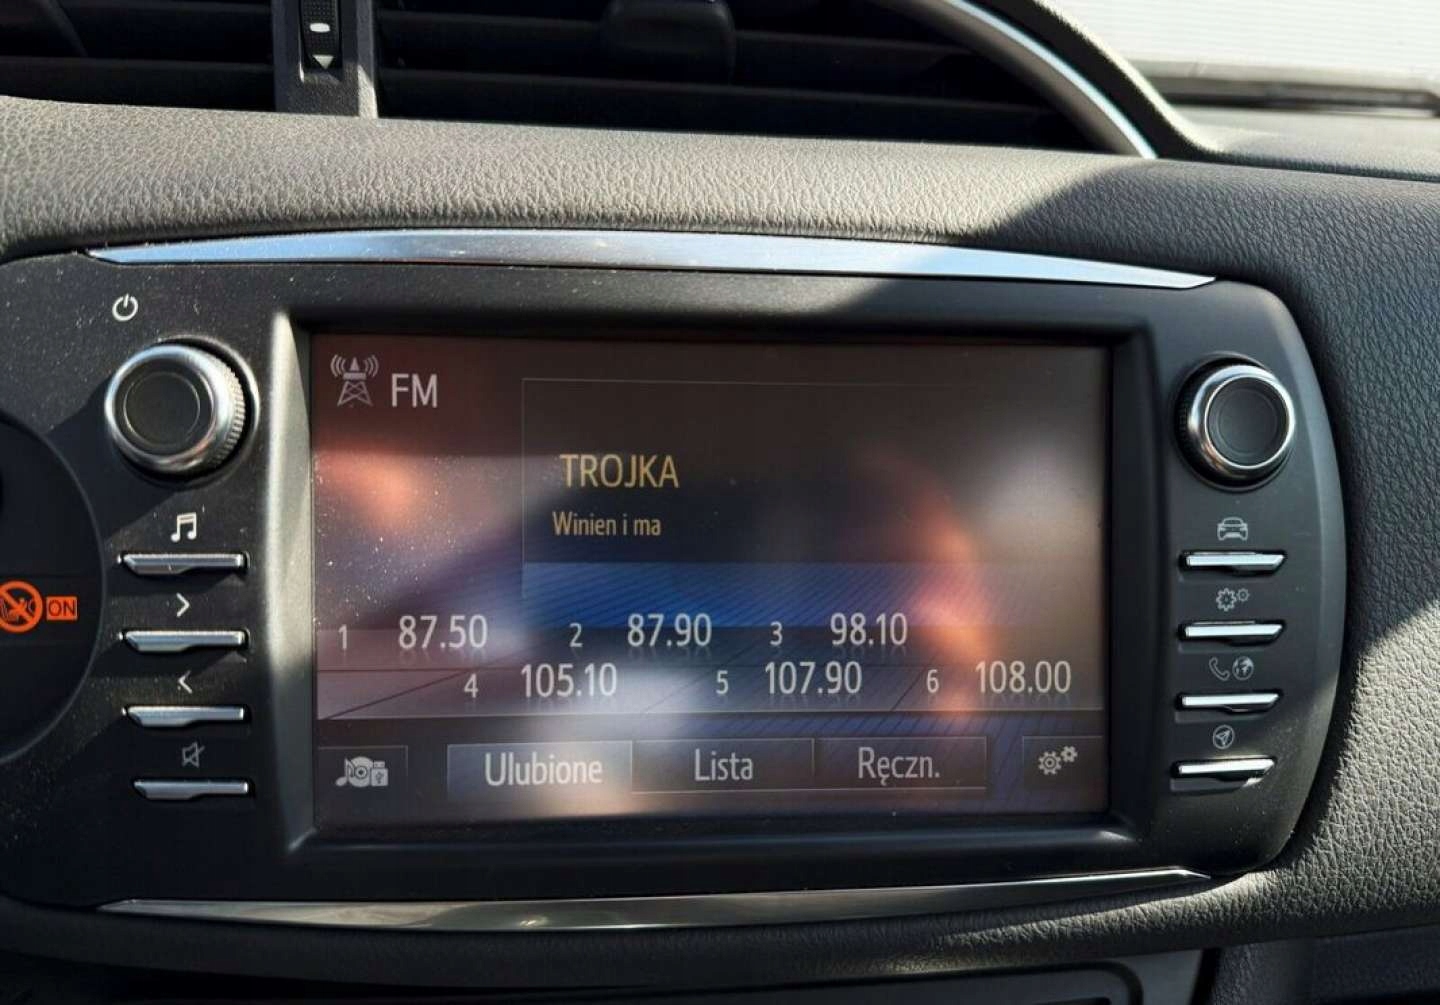 FM
TROJKA
Winien i ma
1 87.50 2 87.90 3 98.10
4 105.10 5 107.90 6 108.00
Ulubione Lista Ręczn.
ON